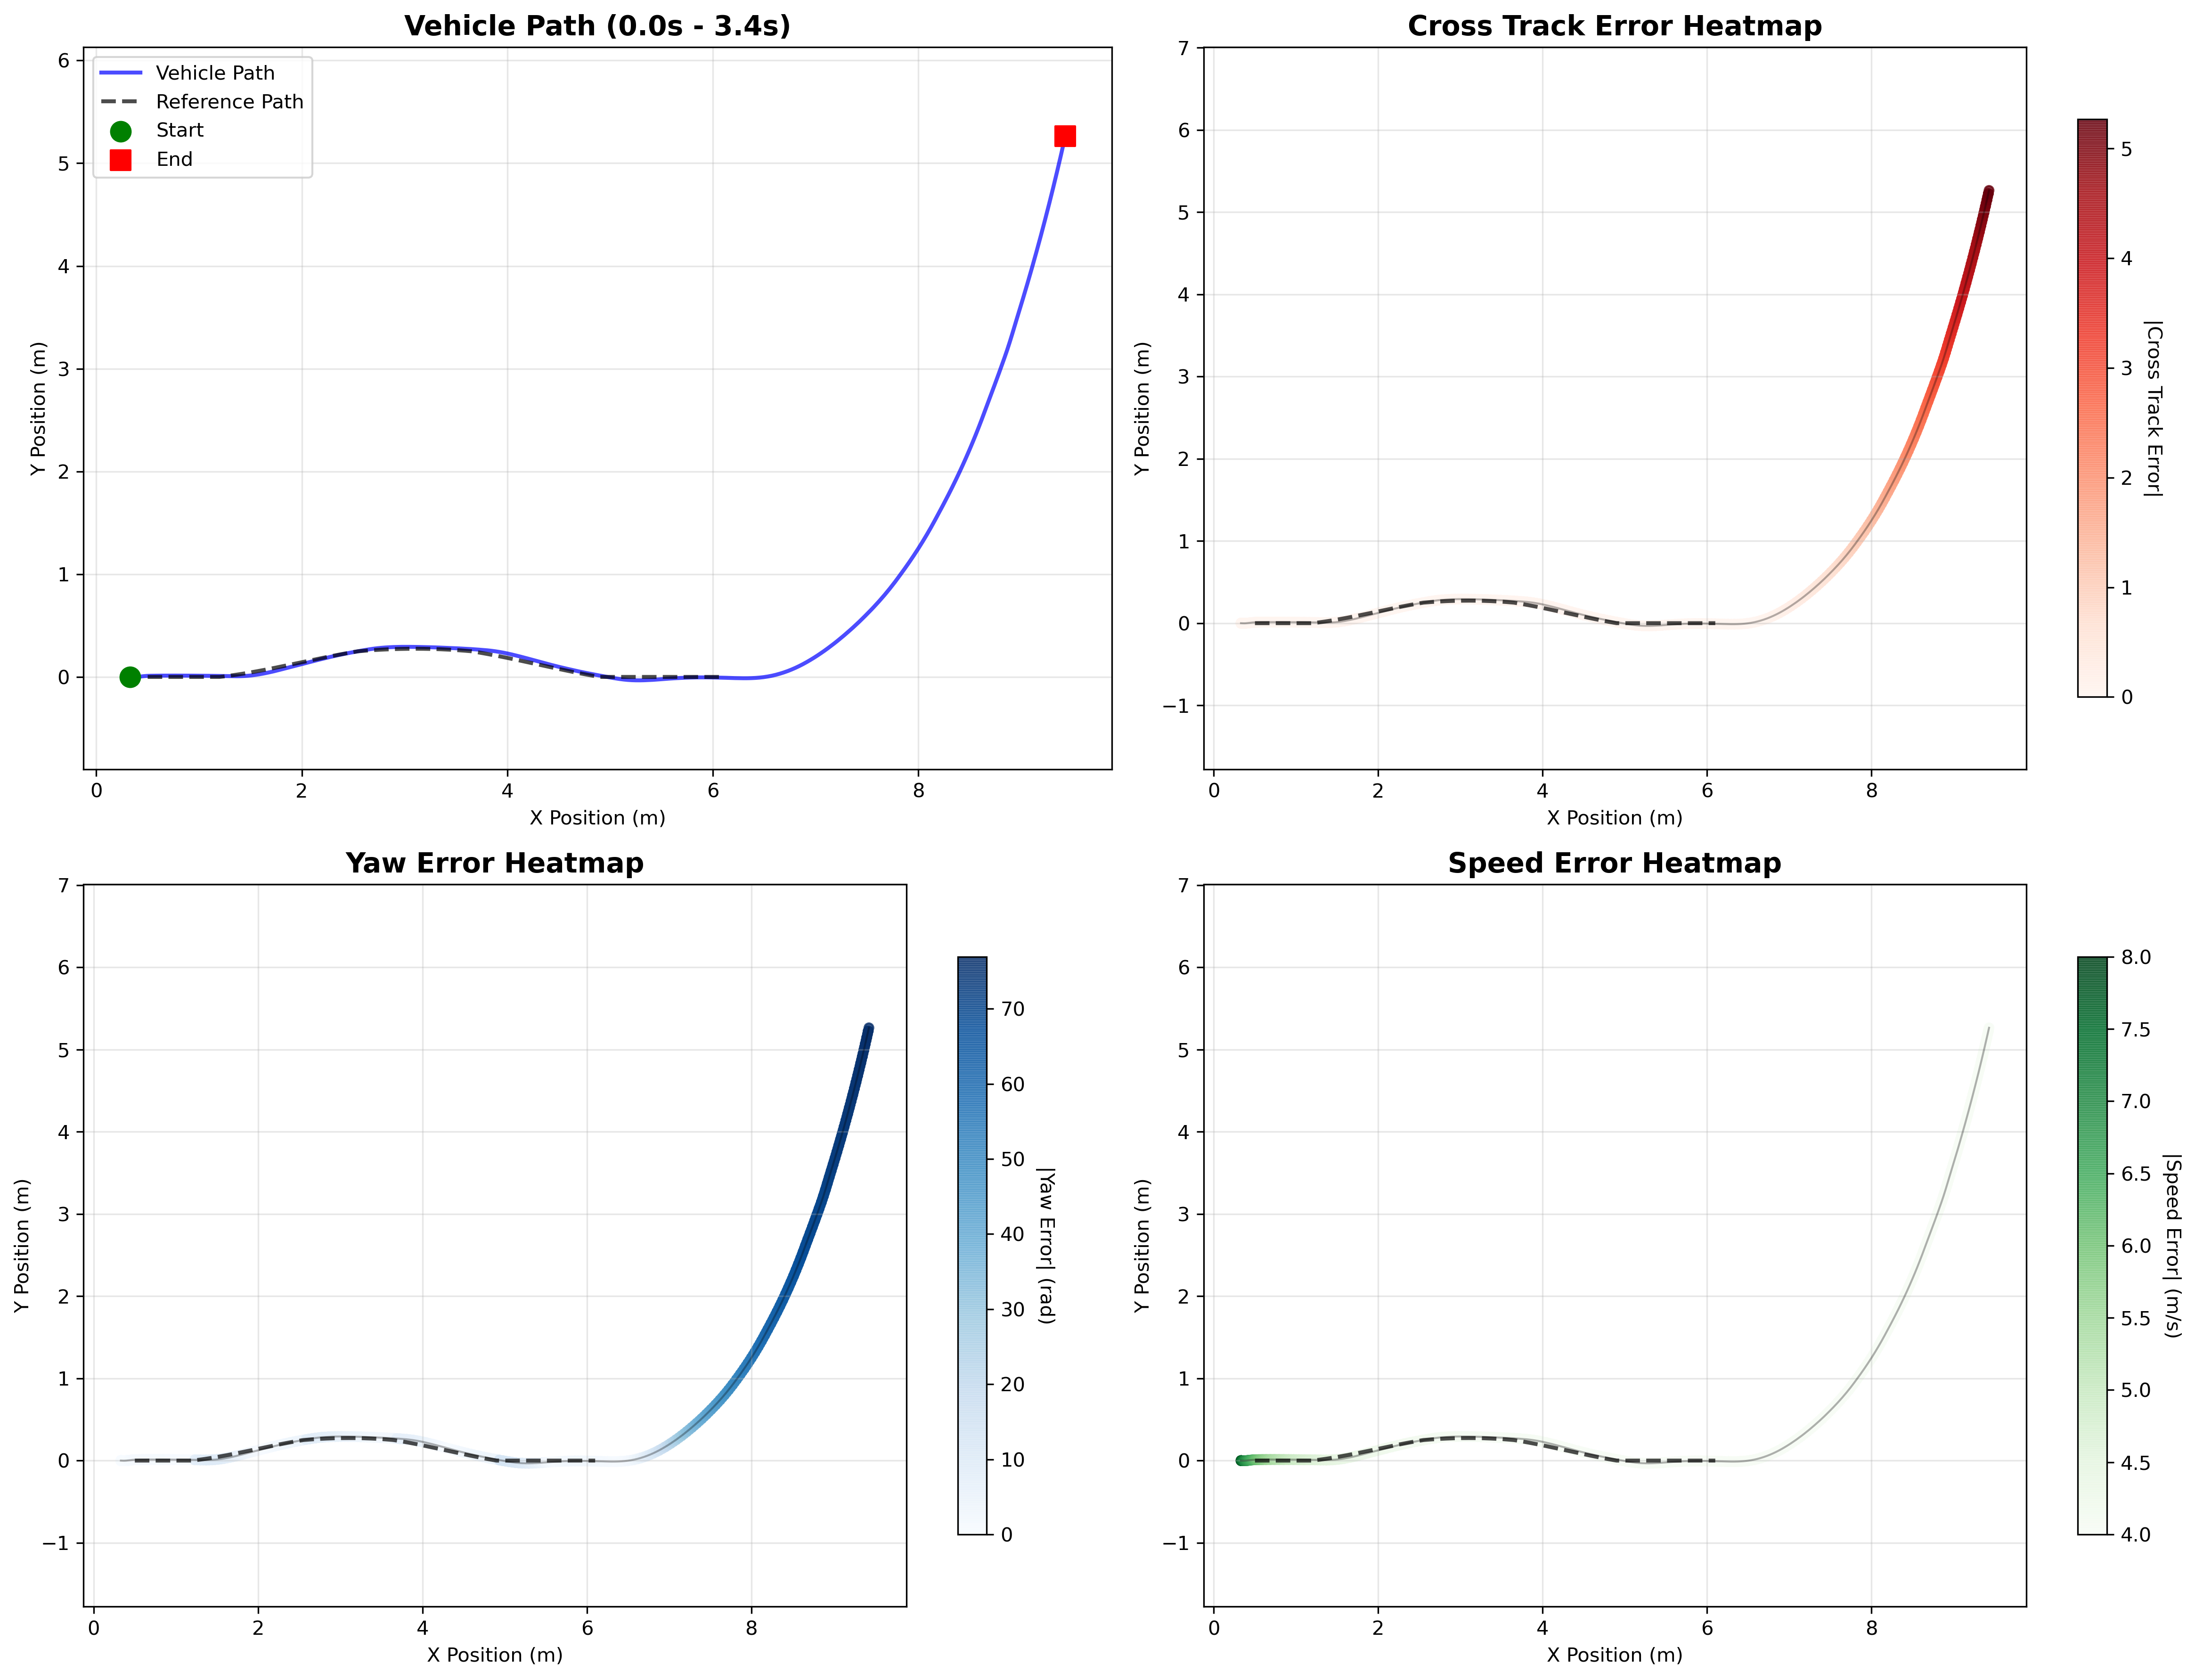 Vehicle Path (0.0s - 3.4s)
Vehicle Path
Reference Path
Start
End
6
5
4
3
2
1
0
Y Position (m)
0 2 4 6 8
X Position (m)
Cross Track Error Heatmap
7
6
5
4
3
2
1
0
−1
Y Position (m)
0 2 4 6 8
X Position (m)
5
4
3
2
1
0
|Cross Track Error|
Yaw Error Heatmap
7
6
5
4
3
2
1
0
−1
Y Position (m)
0 2 4 6 8
X Position (m)
70
60
50
40
30
20
10
0
|Yaw Error| (rad)
Speed Error Heatmap
7
6
5
4
3
2
1
0
−1
Y Position (m)
0 2 4 6 8
X Position (m)
8.0
7.5
7.0
6.5
6.0
5.5
5.0
4.5
4.0
|Speed Error| (m/s)